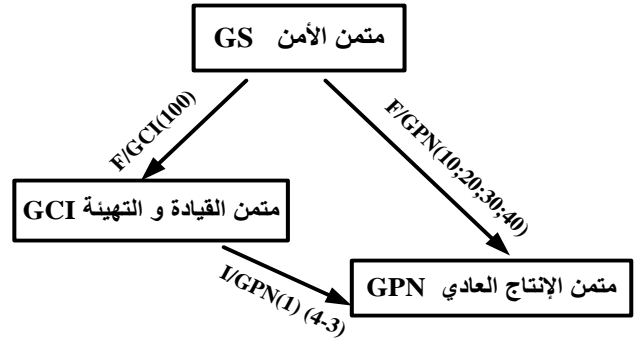 متمن الأمن GS
F/GCI(100)
F/GPN(10;20;30;40)
متمن القيادة و التهيئة GCI
I/GPN(1) (4-3)
متمن الإنتاج العادي GPN